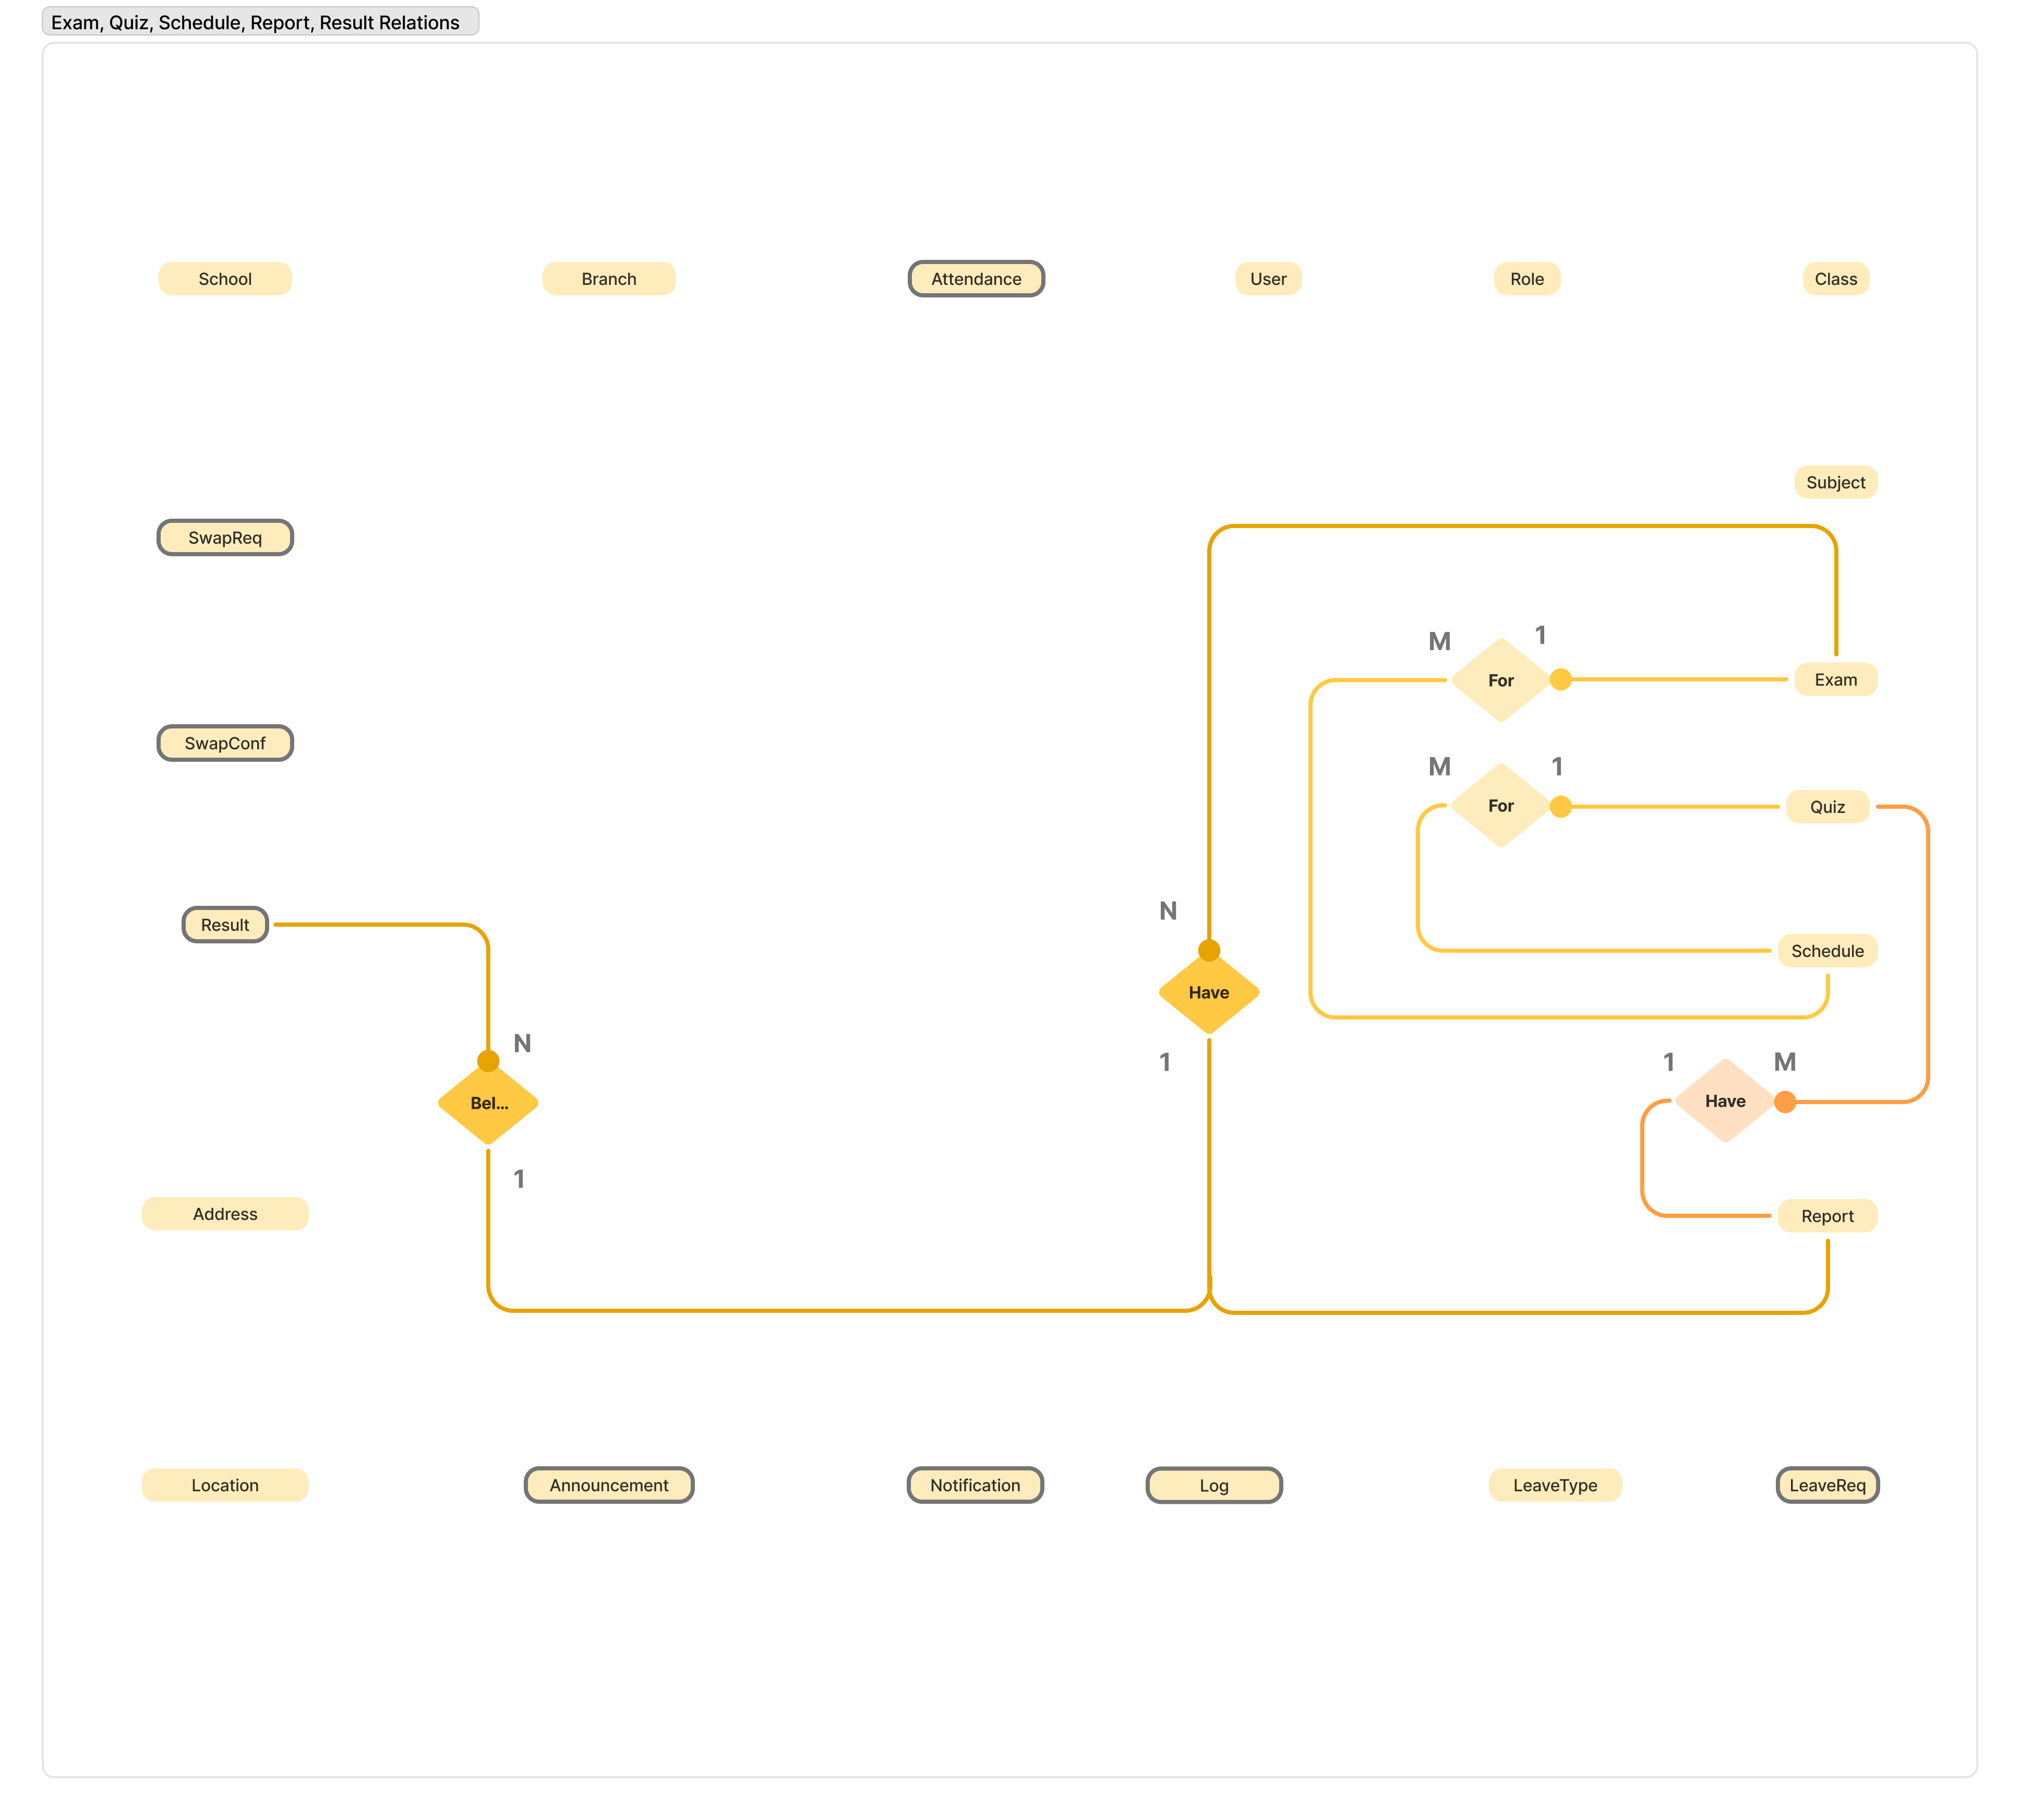 Exam, Quiz, Schedule, Report, Result Relations
School
Branch
Attendance
User
Role
Class
Subject
SwapReq
M
1
For
Exam
SwapConf
M
1
For
Quiz
N
Result
Schedule
Have
N
1
1
M
Bel...
Have
1
Address
Report
Location
Announcement
Notification
Log
LeaveType
LeaveReq